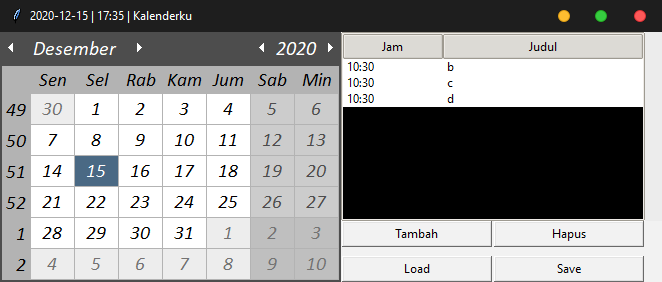 2020-12-15 | 17:35 | Kalenderku
Desember 2020
Sen Sel Rab Kam Jum Sab Min
49 30 1 2 3 4 5 6
50 7 8 9 10 11 12 13
51 14 15 16 17 18 19 20
52 21 22 23 24 25 26 27
1 28 29 30 31 1 2 3
2 4 5 6 7 8 9 10
Jam Judul
10:30 b
10:30 c
10:30 d
Tambah Hapus
Load Save